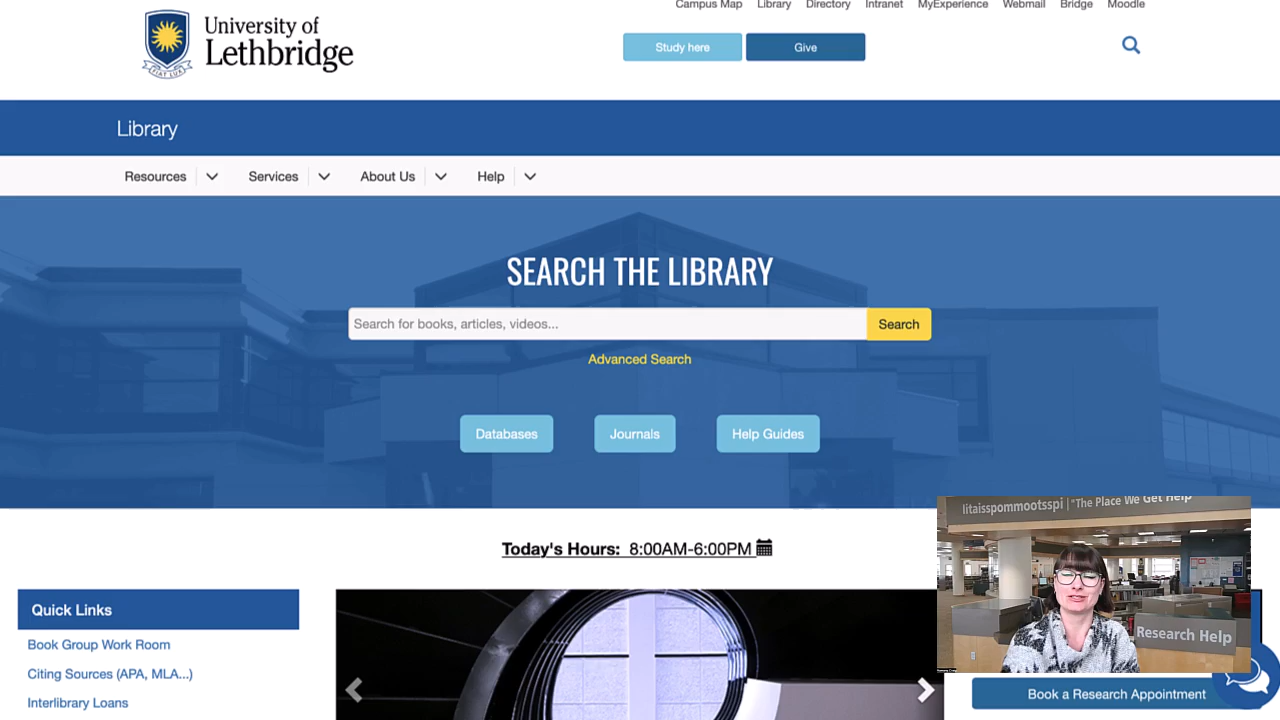 Campus Map Library Directory Intranet MyExperience Webmail Bridge Moodle
University of
Lethbridge
FIAT LUX
Study here Give
Library
Resources Services About Us Help
SEARCH THE LIBRARY
Search for books, articles, videos... Search
Advanced Search
Databases Journals Help Guides
litaisspommootsspi | "The Place We Get Help
Today's Hours: 8:00AM-6:00PM
Quick Links
Research Help
Book Group Work Room
Citing Sources (APA, MLA...)
Book a Research Appointment
Interlibrary Loans